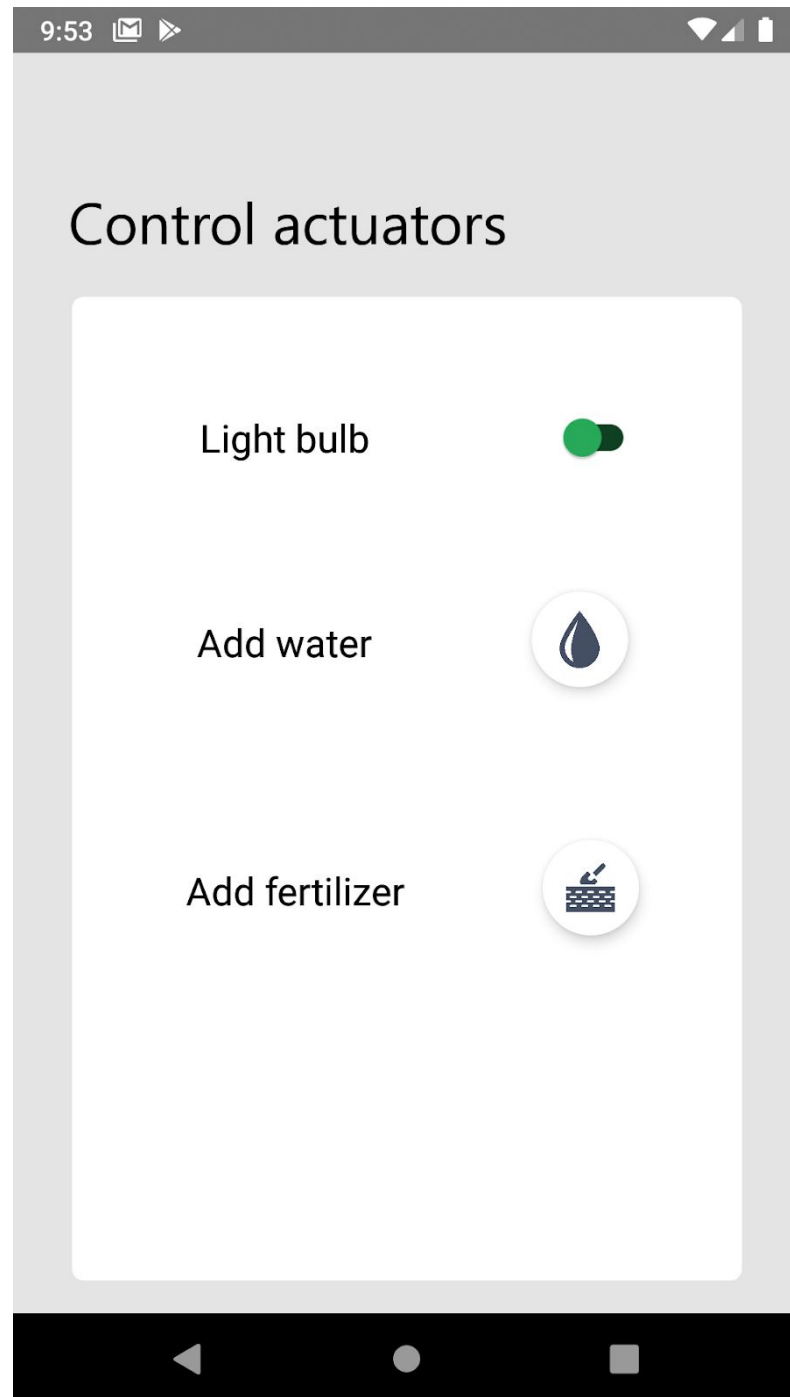 9:53
Control actuators
Light bulb
Add water
Add fertilizer